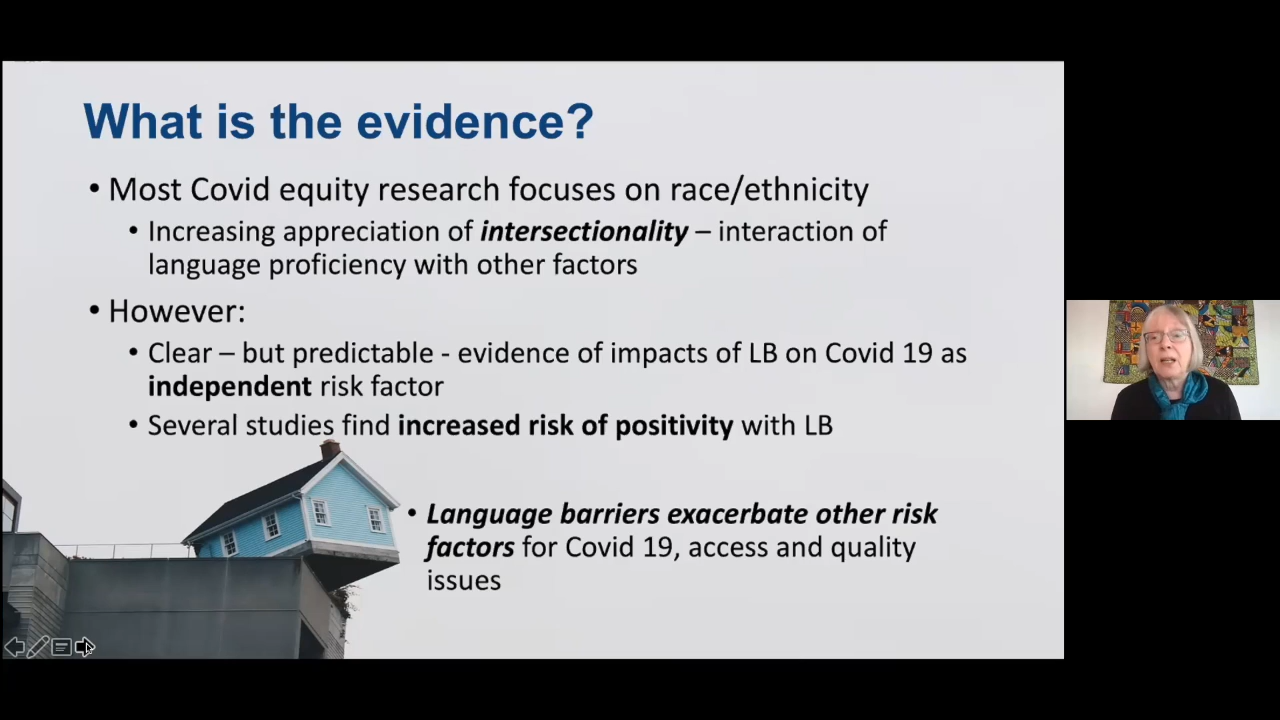 What is the evidence?
• Most Covid equity research focuses on race/ethnicity
• Increasing appreciation of intersectionality – interaction of
language proficiency with other factors
• However:
• Clear – but predictable - evidence of impacts of LB on Covid 19 as
independent risk factor
• Several studies find increased risk of positivity with LB
• Language barriers exacerbate other risk
factors for Covid 19, access and quality
issues